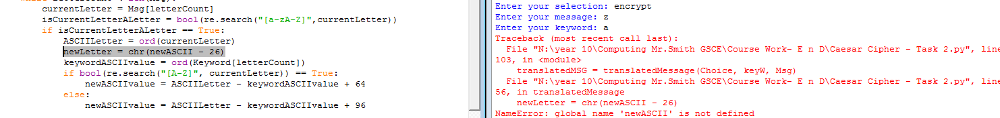 currentLetter = Msg[letterCount]
isCurrentLetterALetter = bool(re.search("[a-zA-Z]",currentLetter))
if isCurrentLetterALetter == True:
ASCIILetter = ord(currentLetter)
newLetter = chr(newASCII - 26)
keywordASCIIvalue = ord(Keyword[letterCount])
if bool(re.search("[A-Z]", currentLetter)) == True:
newASCIIvalue = ASCIILetter - keywordASCIIvalue + 64
else:
newASCIIvalue = ASCIILetter - keywordASCIIvalue + 96
Enter your selection: encrypt
Enter your message: z
Enter your keyword: a
Traceback (most recent call last):
File "N:\year 10\Computing Mr.Smith GSCE\Course Work- E n D\Caesar Cipher - Task 2.py", line
103, in <module>
translatedMSG = translatedMessage(Choice, keyW, Msg)
File "N:\year 10\Computing Mr.Smith GSCE\Course Work- E n D\Caesar Cipher - Task 2.py", line
56, in translatedMessage
newLetter = chr(newASCII - 26)
NameError: global name 'newASCII' is not defined